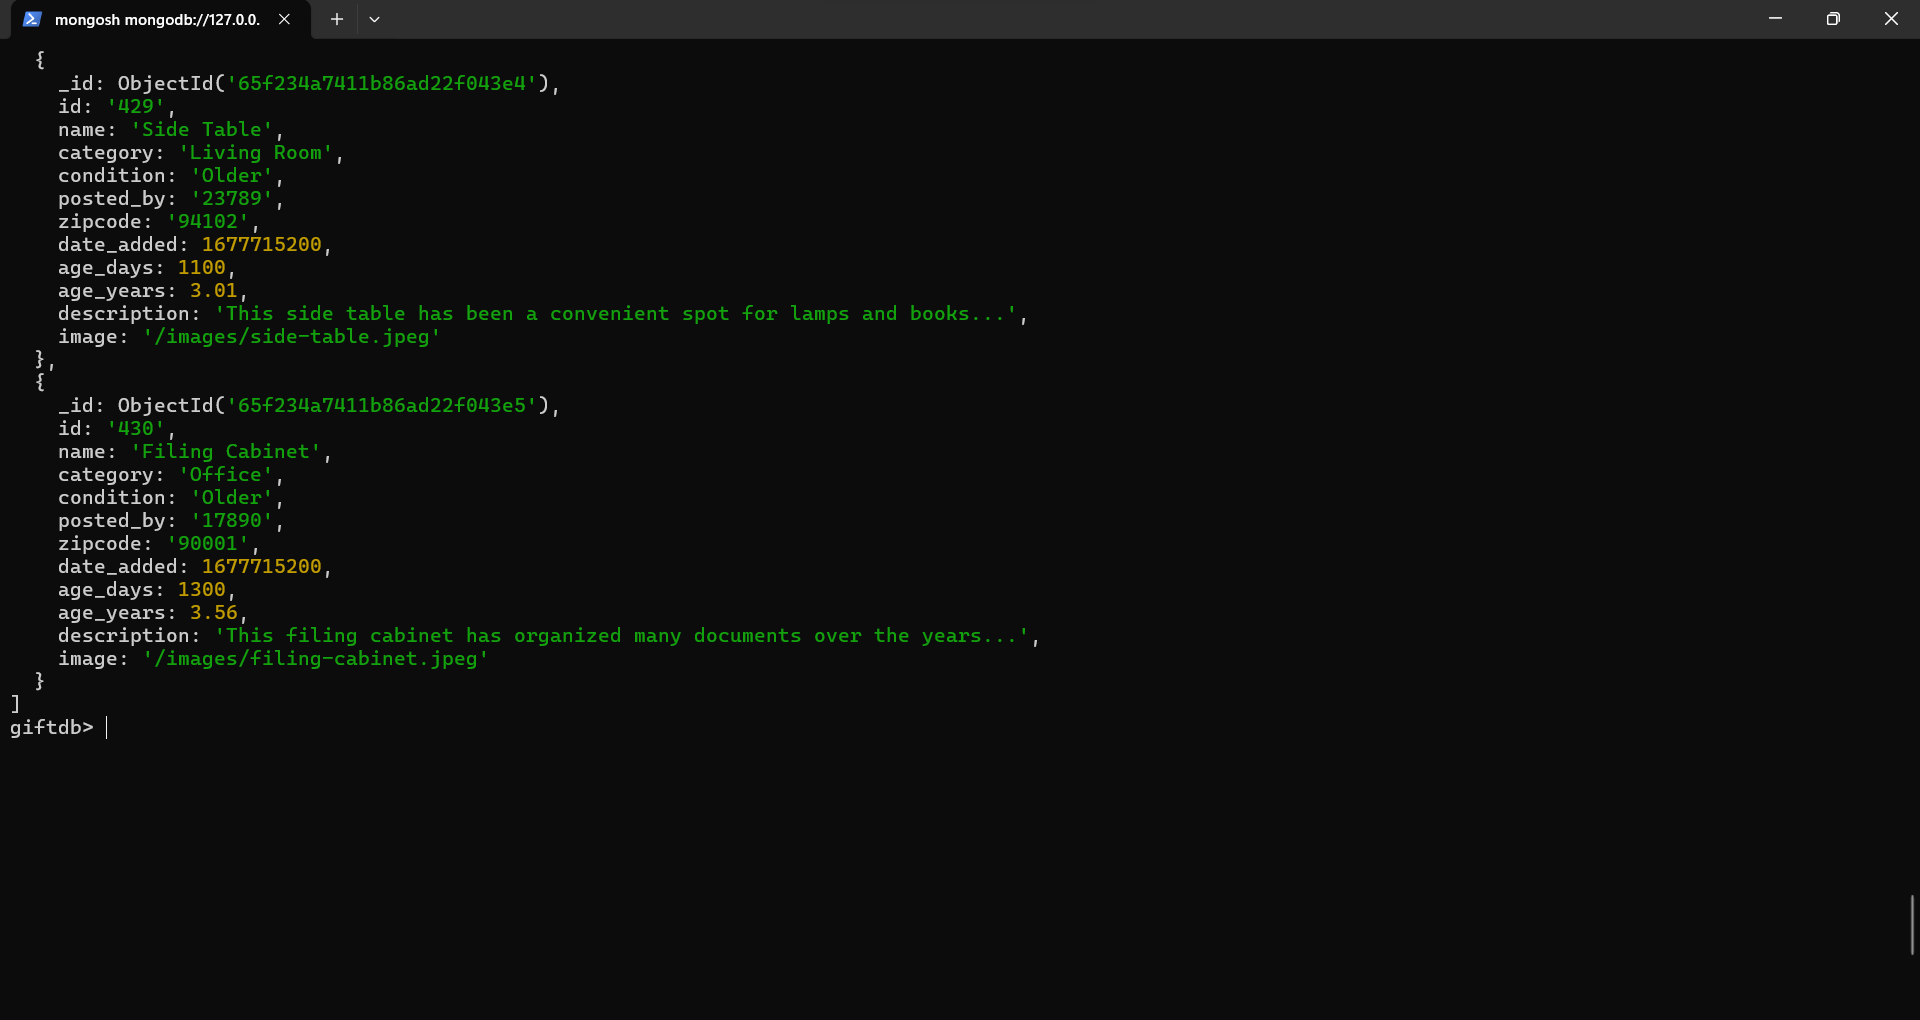 mongosh mongodb://127.0.0.
{
_id: ObjectId('65f234a7411b86ad22f043e4'),
id: '429',
name: 'Side Table',
category: 'Living Room',
condition: 'Older',
posted_by: '23789',
zipcode: '94102',
date_added: 1677715200,
age_days: 1100,
age_years: 3.01,
description: 'This side table has been a convenient spot for lamps and books...',
image: '/images/side-table.jpeg'
},
{
_id: ObjectId('65f234a7411b86ad22f043e5'),
id: '430',
name: 'Filing Cabinet',
category: 'Office',
condition: 'Older',
posted_by: '17890',
zipcode: '90001',
date_added: 1677715200,
age_days: 1300,
age_years: 3.56,
description: 'This filing cabinet has organized many documents over the years...',
image: '/images/filing-cabinet.jpeg'
}
]
giftdb>